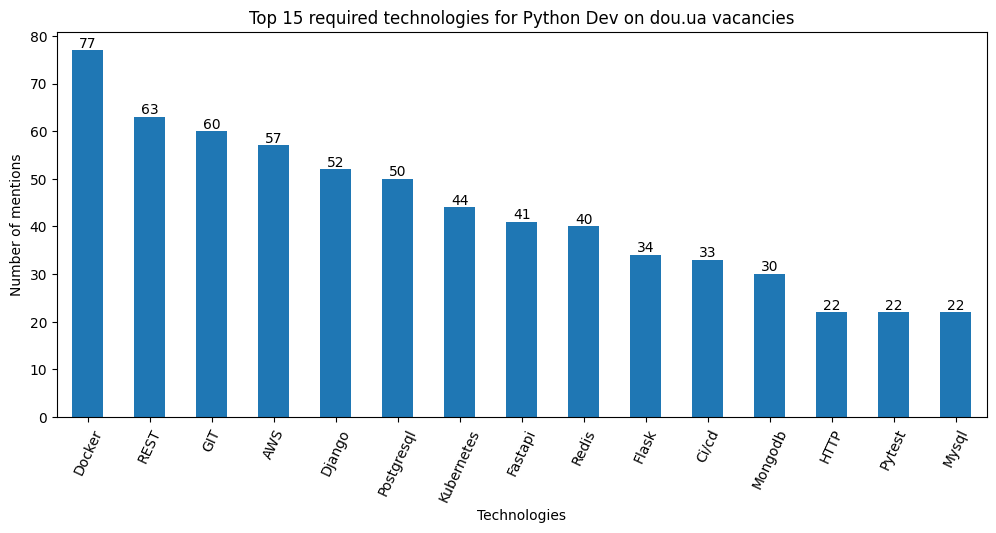 Top 15 required technologies for Python Dev on dou.ua vacancies
Number of mentions
80
70
60
50
40
30
20
10
0
77
63
60
57
52
50
44
41
40
34
33
30
22
22
22
Docker
REST
GIT
AWS
Django
Postgresql
Kubernetes
Fastapi
Redis
Flask
Ci/cd
Mongodb
HTTP
Pytest
Mysql
Technologies